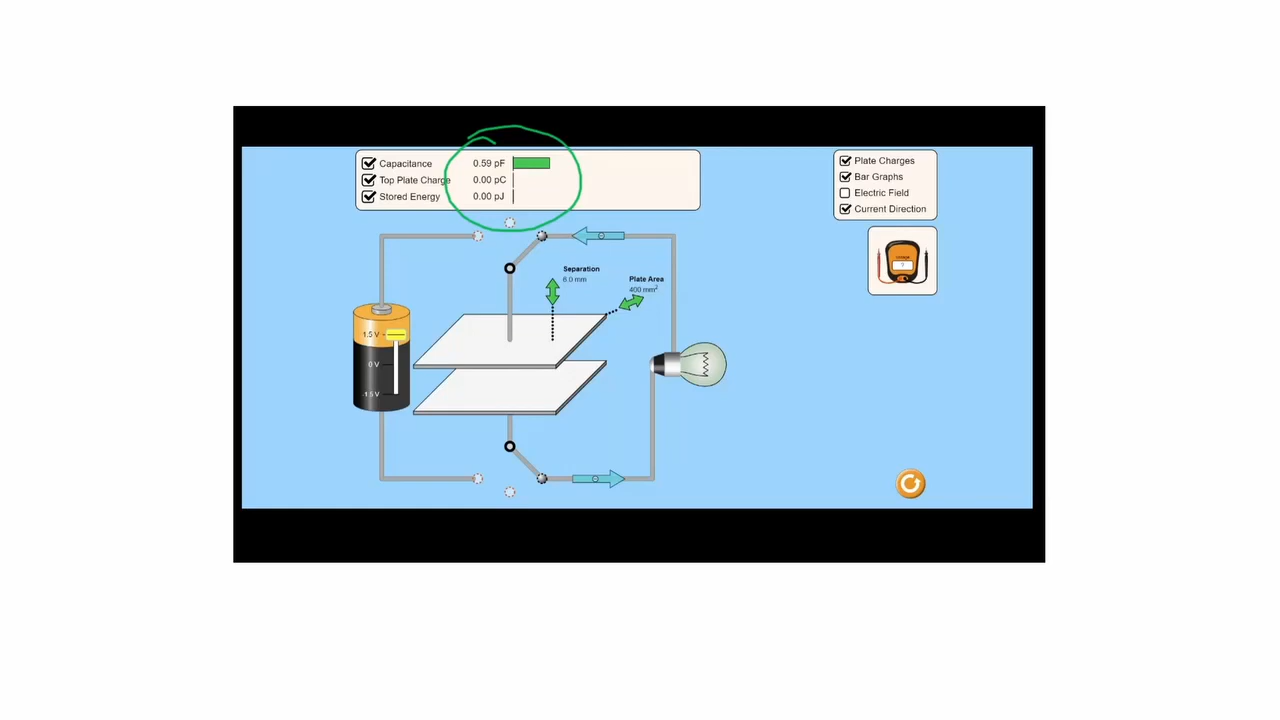 Capacitance 0.59 pF
Top Plate Charge 0.00 pC
Stored Energy 0.00 pJ
Plate Charges
Bar Graphs
Electric Field
Current Direction
Voltage
?
Separation
6.0 mm
Plate Area
400 mm²
1.5 V
0 V
-1.5 V